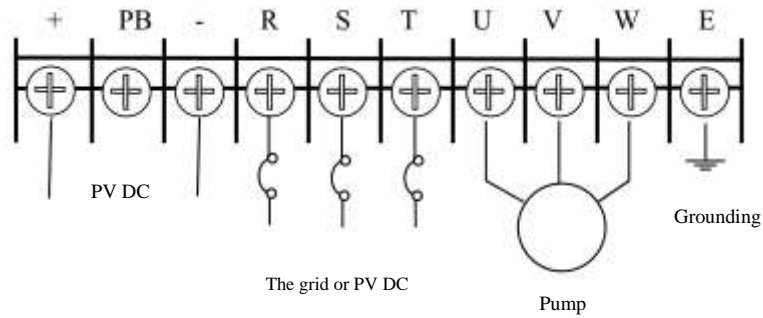 + PB - R S T U V W E
PV DC
Grounding
The grid or PV DC
Pump